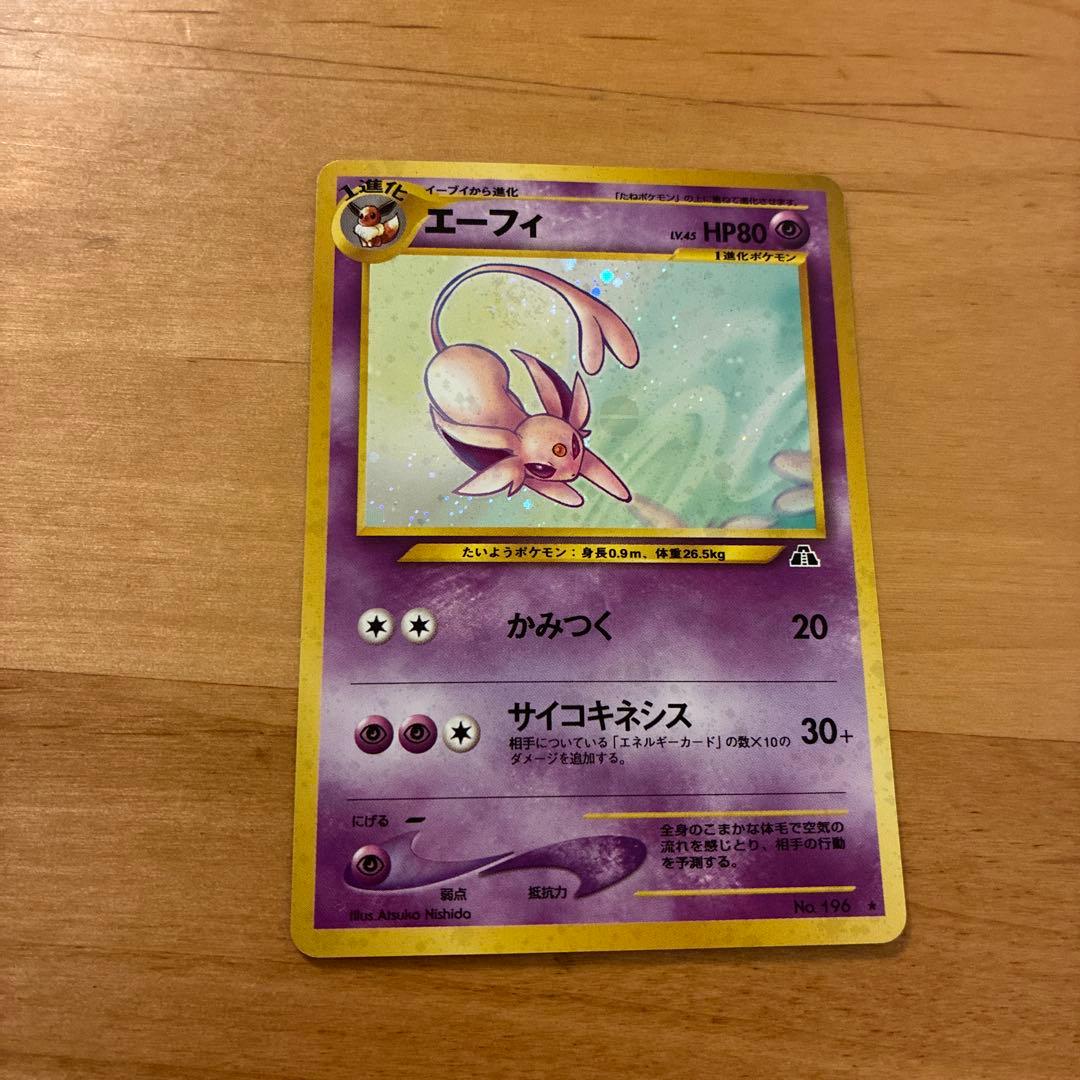 1進化
イーブイから進化
「たねポケモン」の上に重ねて進化させます。
エーフィ
LV.45 HP80
1進化ポケモン
たいようポケモン：身長0.9m、体重26.5kg
かみつく 20
サイコキネシス 30+
相手についている「エネルギーカード」の数×10の
ダメージを追加する。
にげる
全身のこまかな体毛で空気の
流れを感じとり、相手の行動
を予測する。
弱点 抵抗力
Illus.Atsuko Nishida
No. 196 ★